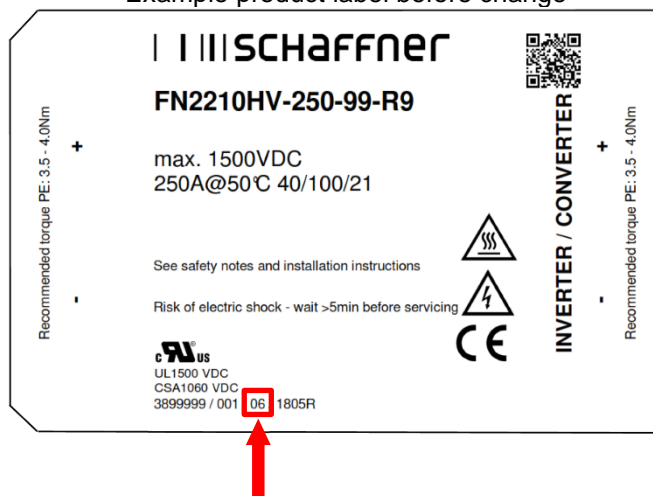 Example product label before change
schaffner
FN2210HV-250-99-R9
max. 1500VDC
250A@50℃ 40/100/21
See safety notes and installation instructions
Risk of electric shock - wait >5min before servicing
C RU US
UL1500 VDC
CSA1060 VDC
3899999 / 001 06 1805R
CE
Recommended torque PE: 3.5 - 4.0Nm
+
-
INVERTER / CONVERTER
+
-
Recommended torque PE: 3.5 - 4.0Nm